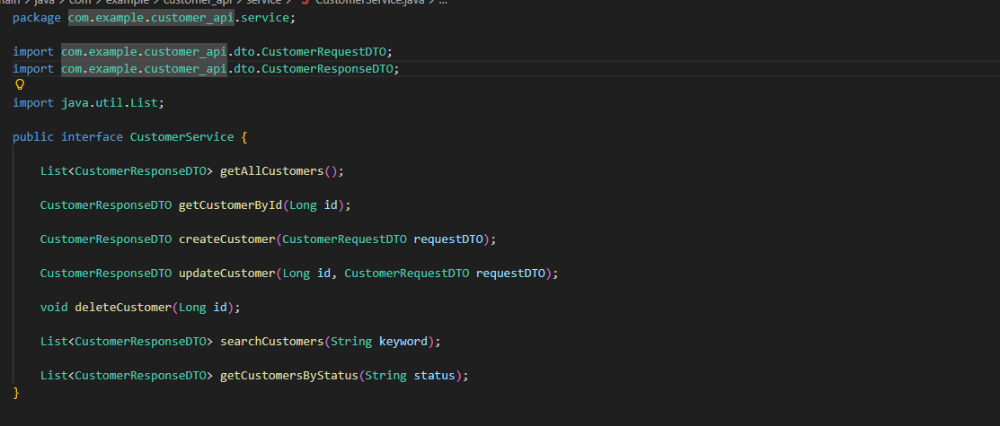 main > java > com > example > customer_api > service > J CustomerService.java > ...
package com.example.customer_api.service;
import com.example.customer_api.dto.CustomerRequestDTO;
import com.example.customer_api.dto.CustomerResponseDTO;
import java.util.List;
public interface CustomerService {
    List<CustomerResponseDTO> getAllCustomers();
    CustomerResponseDTO getCustomerById(Long id);
    CustomerResponseDTO createCustomer(CustomerRequestDTO requestDTO);
    CustomerResponseDTO updateCustomer(Long id, CustomerRequestDTO requestDTO);
    void deleteCustomer(Long id);
    List<CustomerResponseDTO> searchCustomers(String keyword);
    List<CustomerResponseDTO> getCustomersByStatus(String status);
}